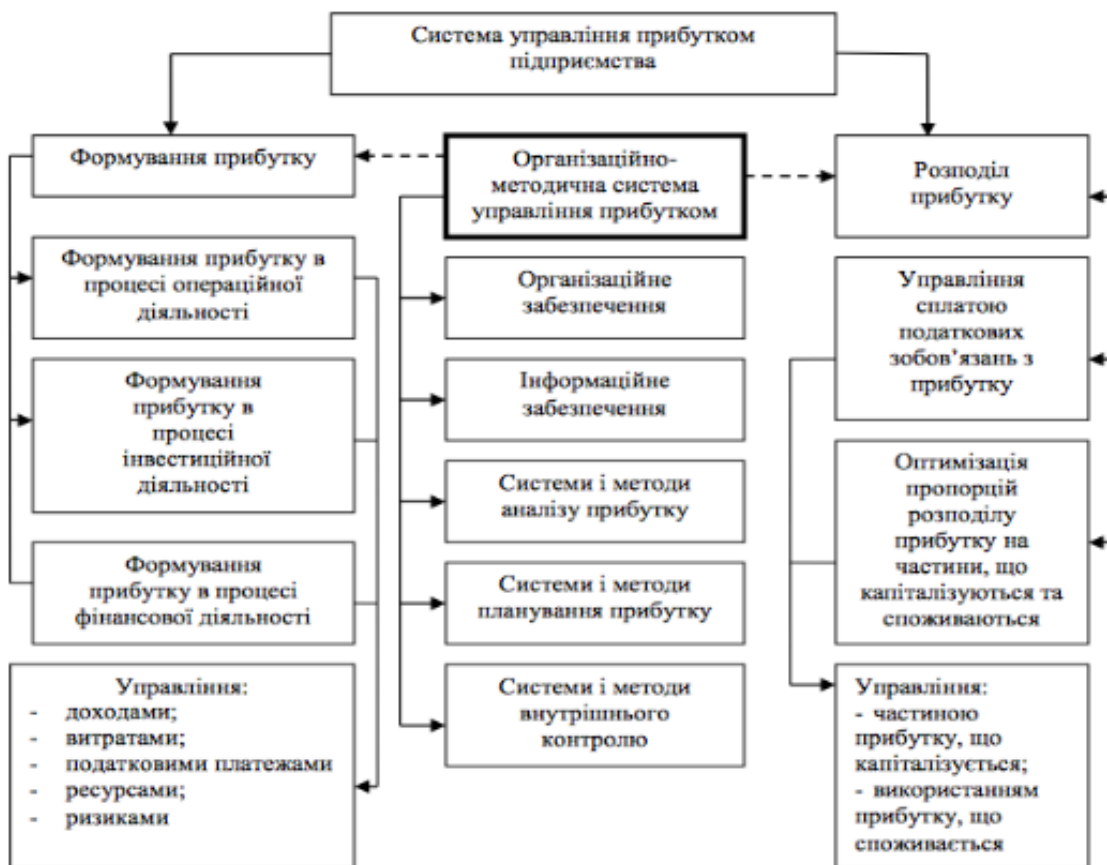 Система управління прибутком
підприємства
Формування прибутку
Організаційно-
методична система
управління прибутком
Розподіл
прибутку
Формування прибутку в
процесі операційної
діяльності
Формування
прибутку в
процесі
інвестиційної
діяльності
Формування
прибутку в процесі
фінансової діяльності
Управління:
- доходами;
- витратами;
- податковими платежами
- ресурсами;
- ризиками
Організаційне
забезпечення
Інформаційне
забезпечення
Системи і методи
аналізу прибутку
Системи і методи
планування прибутку
Системи і методи
внутрішнього
контролю
Управління
сплатою
податкових
зобов’язань з
прибутку
Оптимізація
пропорцій
розподілу
прибутку на
частини, що
капіталізуються та
споживаються
Управління:
- частиною
прибутку, що
капіталізується;
- використанням
прибутку, що
споживається